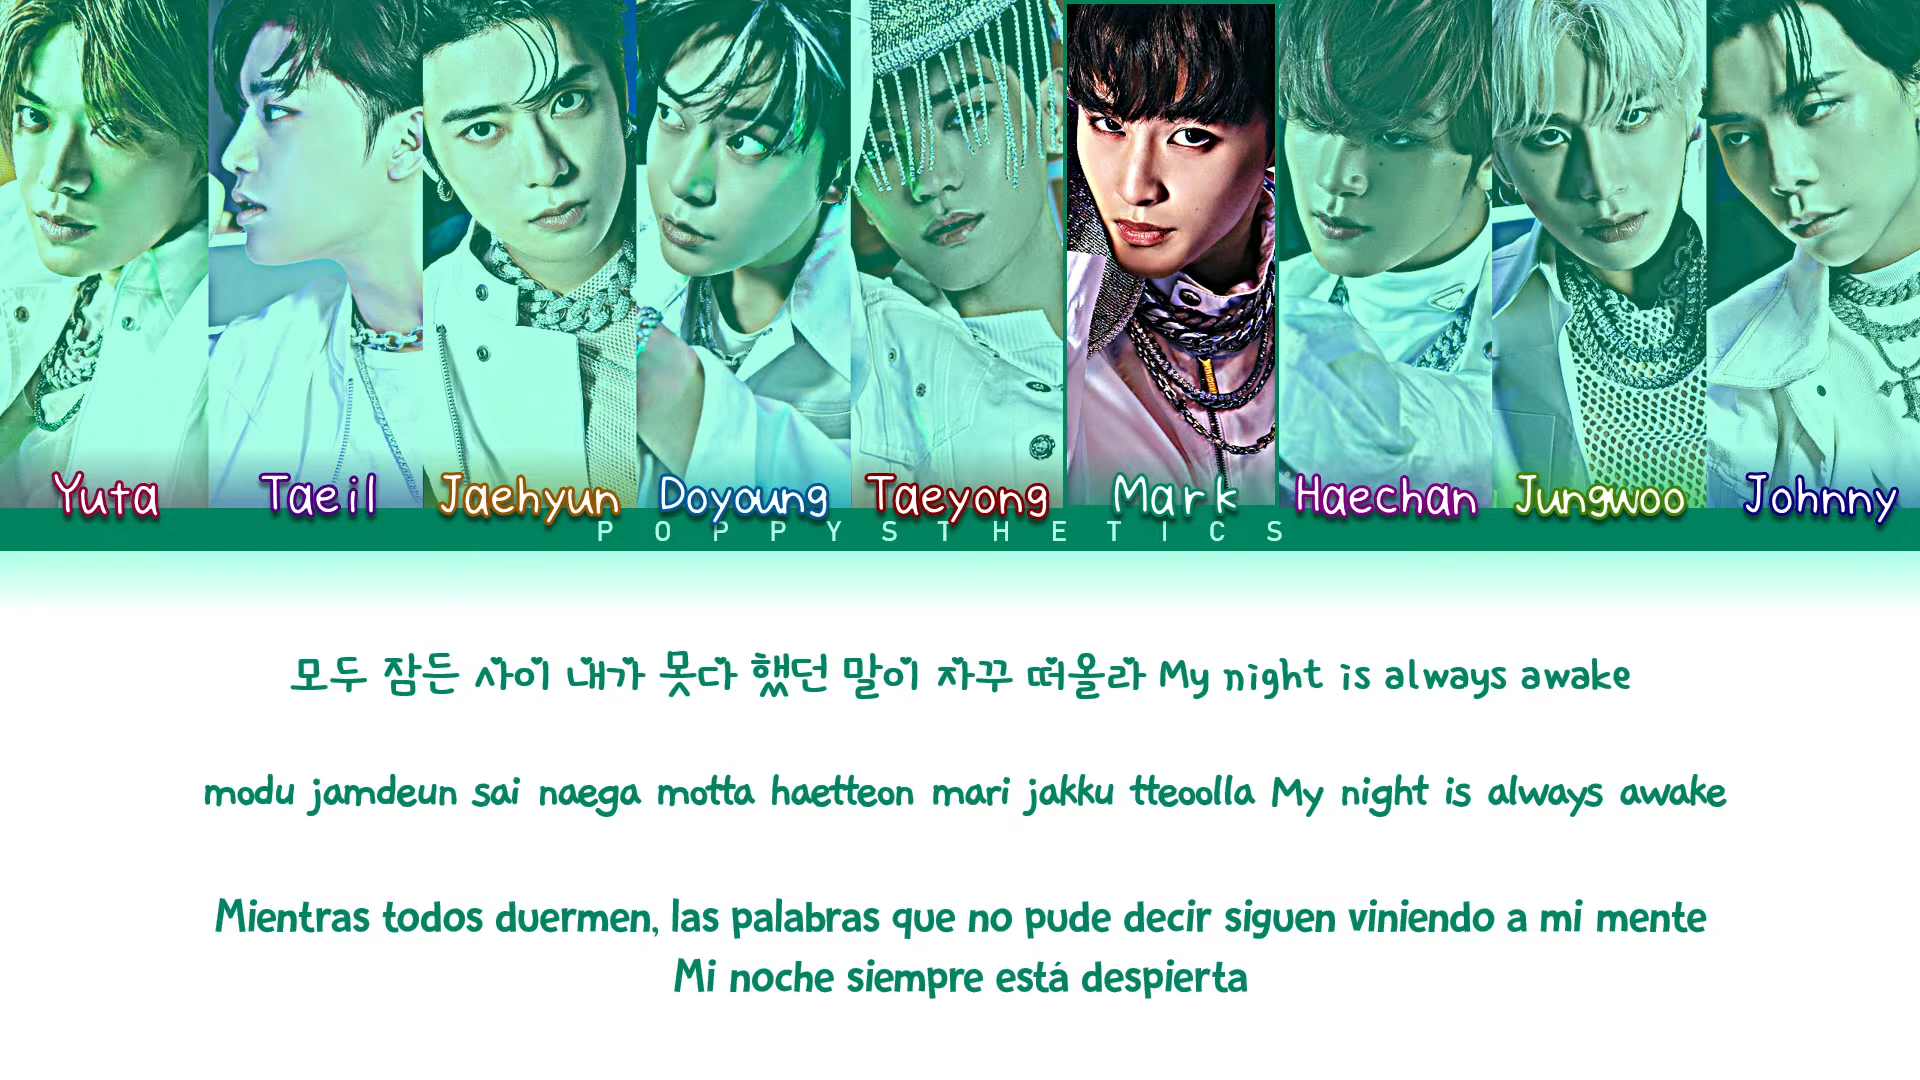 Yuta Taeil Jaehyun Doyoung Taeyong Mark Haechan Jungwoo Johnny
POPPYSTHETICS
모두 잠든 사이 내가 못다 했던 말이 자꾸 떠올라 My night is always awake
modu jamdeun sai naega motta haetteon mari jakku tteoolla My night is always awake
Mientras todos duermen, las palabras que no pude decir siguen viniendo a mi mente
Mi noche siempre está despierta